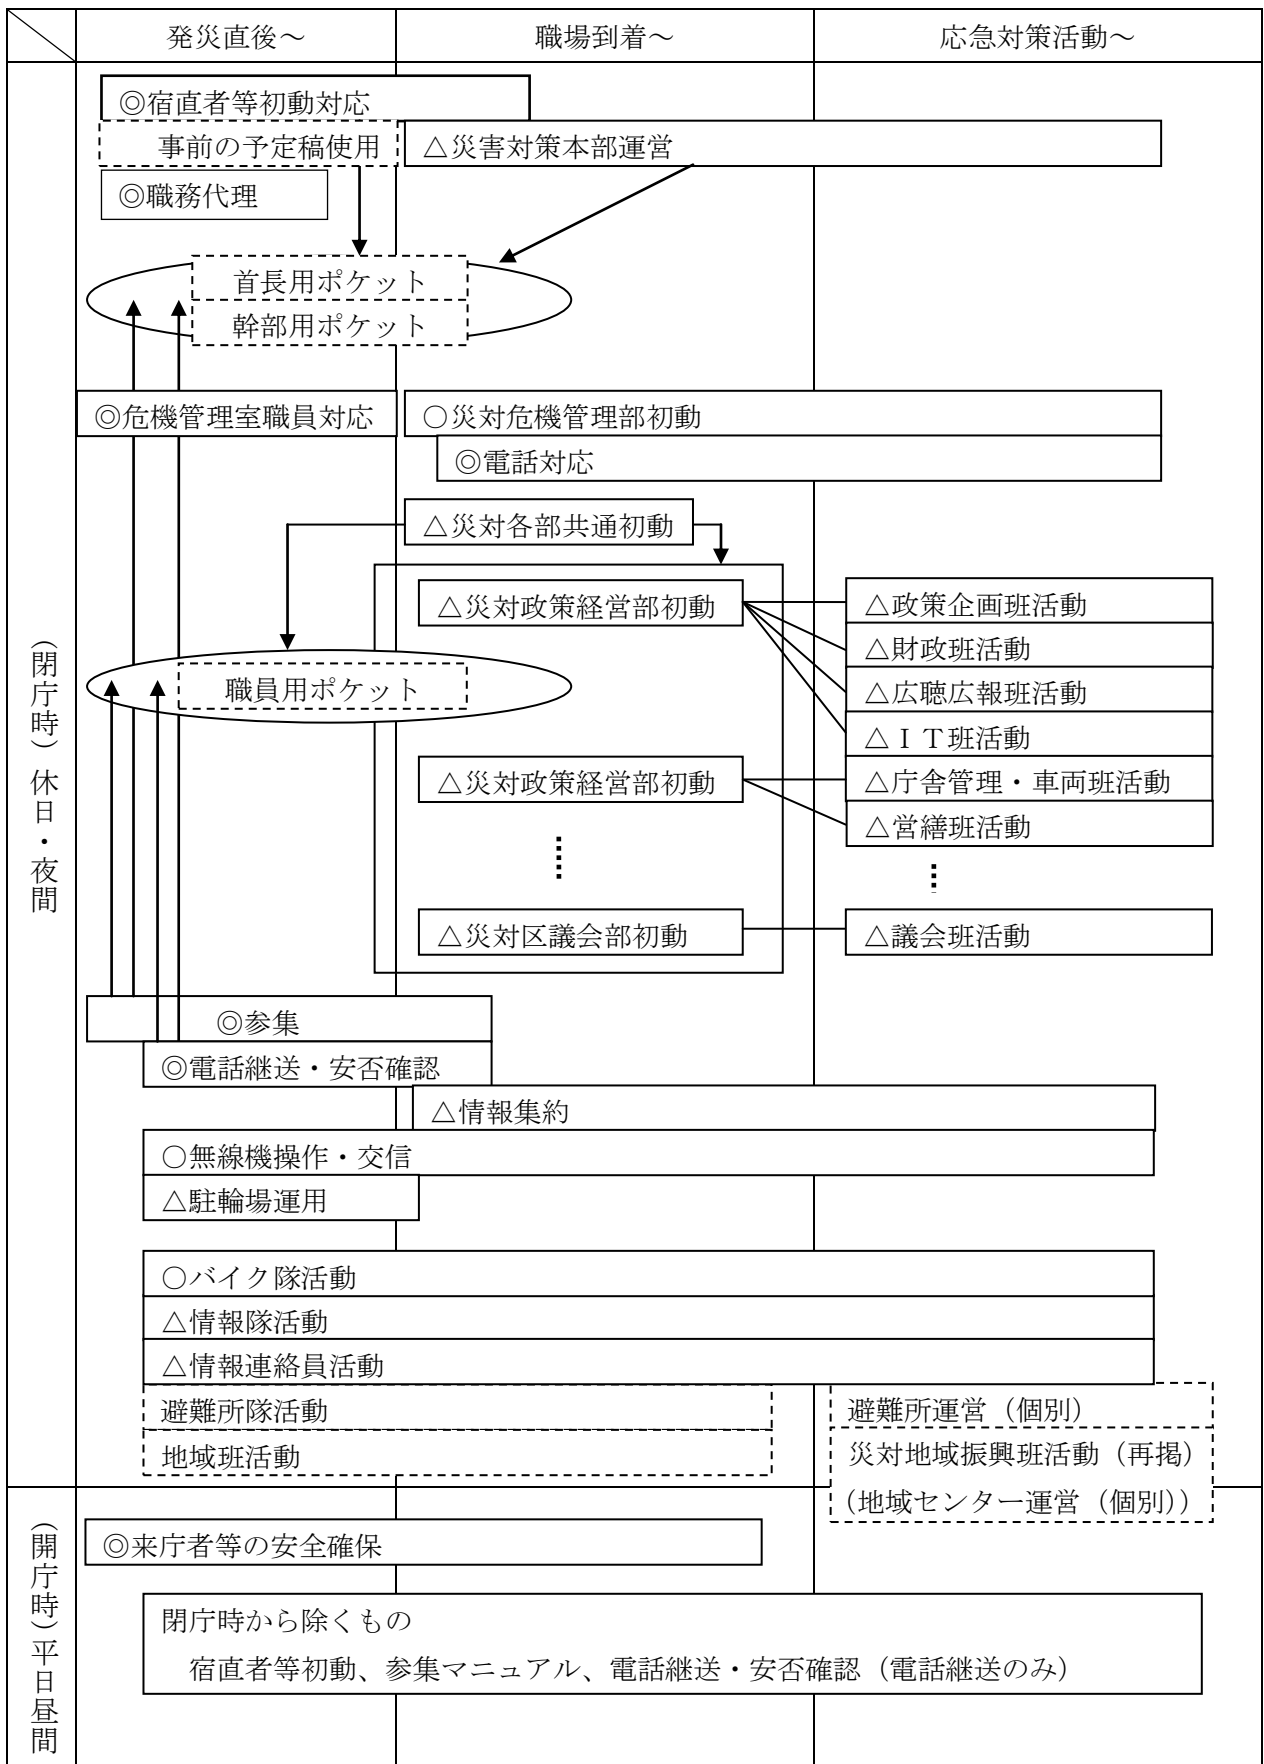 発災直後～
職場到着～
応急対策活動～
（閉庁時）休日・夜間
◎宿直者等初動対応
事前の予定稿使用
△災害対策本部運営
◎職務代理
首長用ポケット
幹部用ポケット
◎危機管理室職員対応
○災対危機管理部初動
◎電話対応
△災対各部共通初動
△災対政策経営部初動
△政策企画班活動
△財政班活動
職員用ポケット
△広聴広報班活動
△ＩＴ班活動
△災対政策経営部初動
△庁舎管理・車両班活動
△営繕班活動
△災対区議会部初動
△議会班活動
◎参集
◎電話継送・安否確認
△情報集約
○無線機操作・交信
△駐輪場運用
○バイク隊活動
△情報隊活動
△情報連絡員活動
避難所隊活動
避難所運営（個別）
地域班活動
災対地域振興班活動（再掲）
（地域センター運営（個別））
（開庁時）平日昼間
◎来庁者等の安全確保
閉庁時から除くもの
宿直者等初動、参集マニュアル、電話継送・安否確認（電話継送のみ）